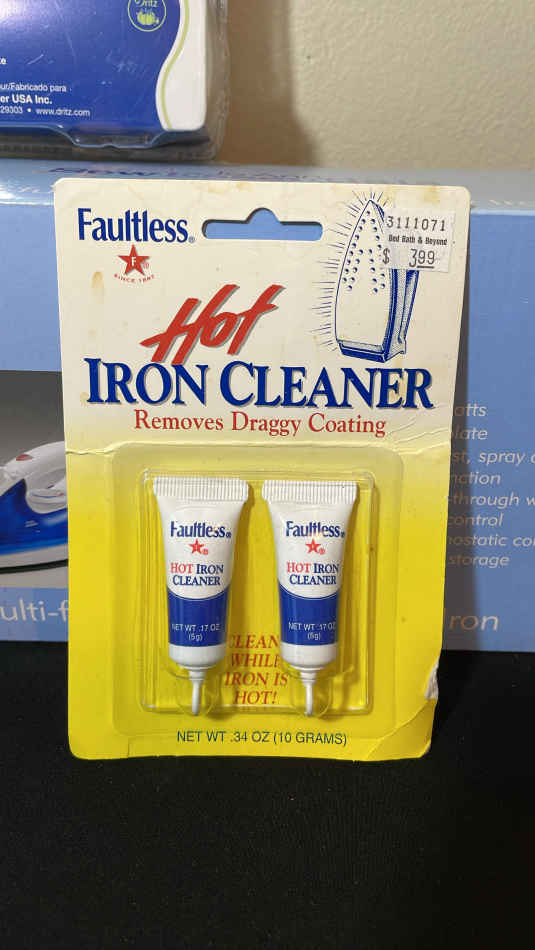 Dritz
ur/Fabricado para
er USA Inc.
29303 • www.dritz.com
Faultless®
F®
SINCE 1887
3111071
Bed Bath & Beyond
$ 399
Hot
IRON CLEANER
Removes Draggy Coating
Faultless®
HOT IRON
CLEANER
NET WT .17 OZ
(5g)
Faultless®
HOT IRON
CLEANER
NET WT .17 OZ
(5g)
CLEAN
WHILE
IRON IS
HOT!
NET WT .34 OZ (10 GRAMS)
atts
late
st, spray
nction
through w
control
ostatic co
storage
ulti-f
ron